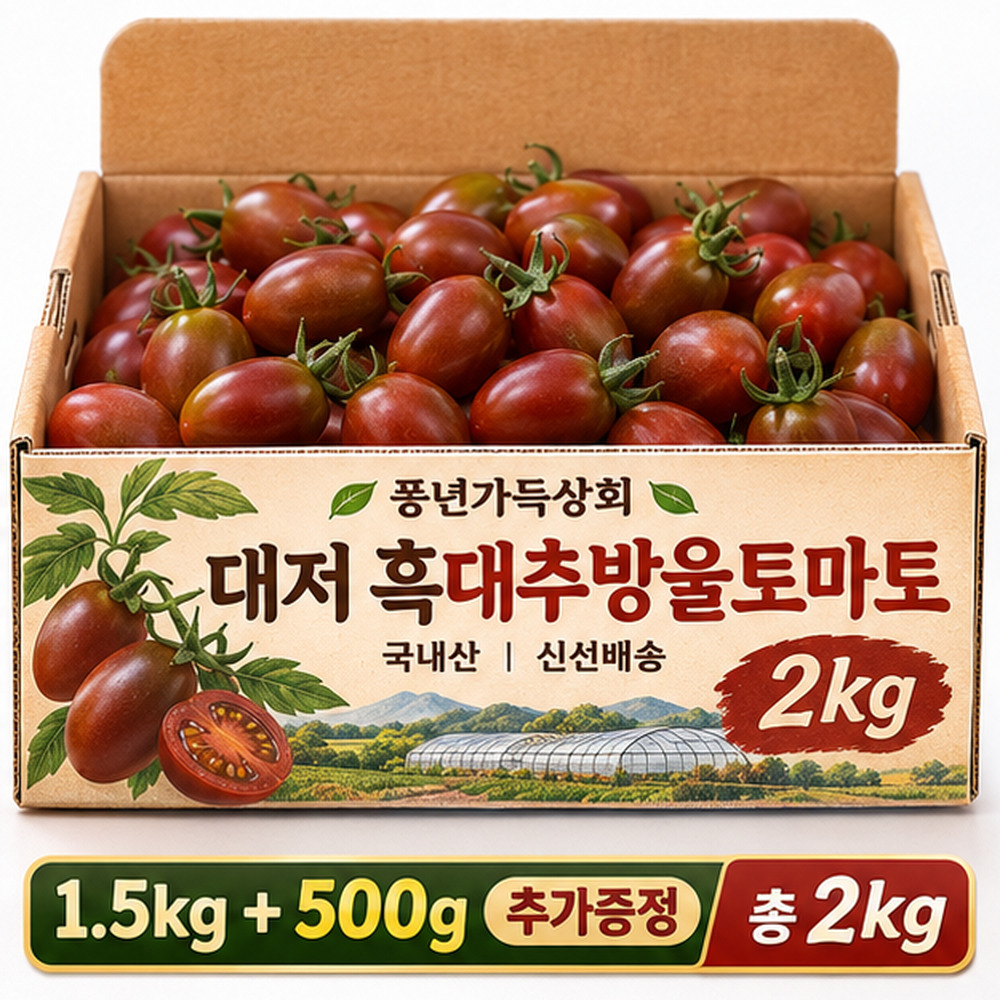 퐁년가득상회
대저 흑대추방울토마토
국내산 | 신선배송
2kg
1.5kg + 500g 추가증정 총 2kg